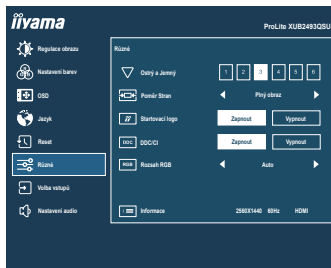 iiyama
ProLite XUB2493QSU
Regulace obrazu
Nastavení barev
OSD
Jazyk
Reset
Různé
Volba vstupů
Nastavení audio
Různé
Ostrý a Jemný 1 2 3 4 5 6
Poměr Stran Plný obraz
Startovací logo Zapnout Vypnout
DDC DDC/CI Zapnout Vypnout
RGB Rozsah RGB Auto
Informace 2560X1440 60Hz HDMI